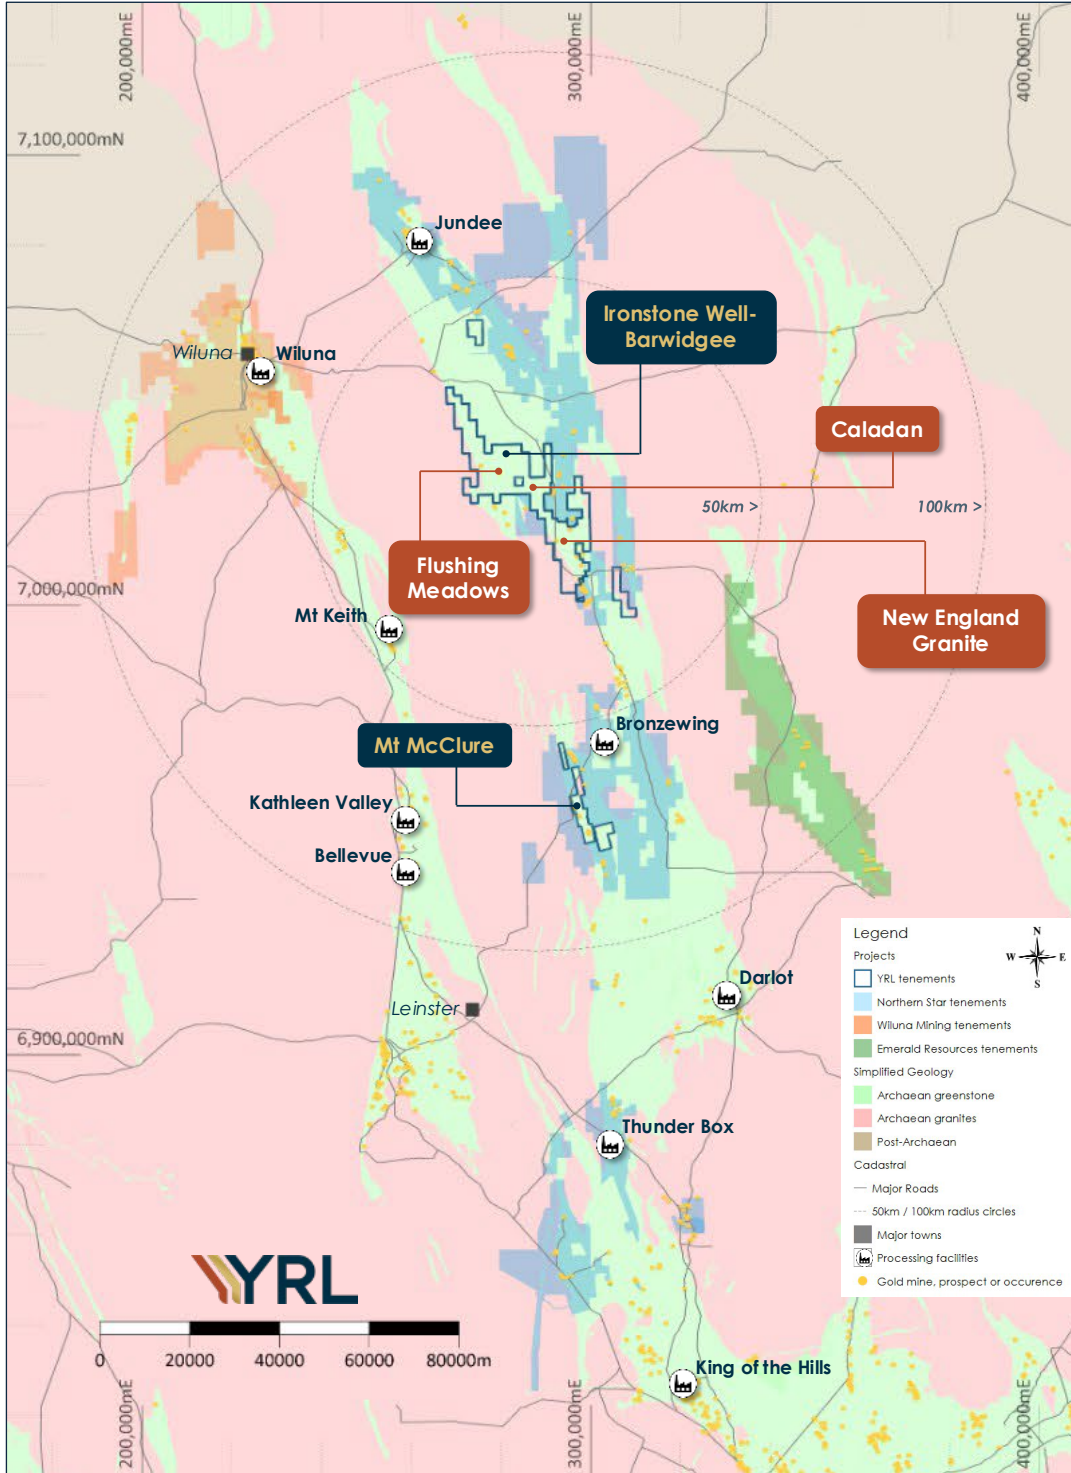 200,000mE
300,000mE
400,000mE
7,100,000mN
Jundee
Ironstone Well-
Barwidgee
Wiluna
Wiluna
Caladan
50km >
100km >
Flushing
Meadows
7,000,000mN
New England
Granite
Mt Keith
Bronzewing
Mt McClure
Kathleen Valley
Bellevue
Darlot
Leinster
6,900,000mN
Thunder Box
King of the Hills
Legend
N
W
E
S
Projects
YRL tenements
Northern Star tenements
Wiluna Mining tenements
Emerald Resources tenements
Simplified Geology
Archaean greenstone
Archaean granites
Post-Archaean
Cadastral
Major Roads
50km / 100km radius circles
Major towns
Processing facilities
Gold mine, prospect or occurence
YRL
0 20000 40000 60000 80000m
200,000mE
300,000mE
400,000mE